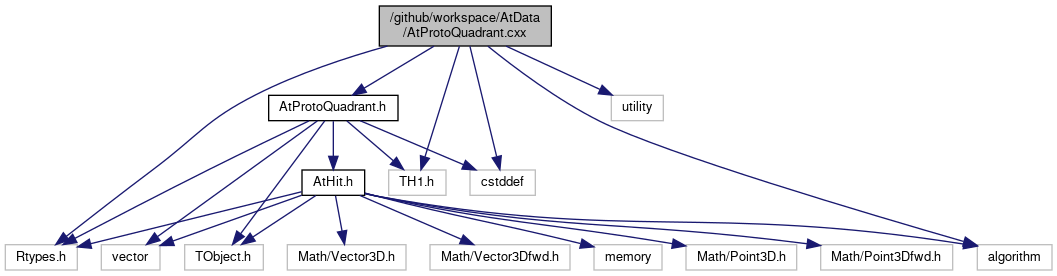 /github/workspace/AtData
/AtProtoQuadrant.cxx
AtProtoQuadrant.h
utility
AtHit.h
TH1.h
cstddef
Rtypes.h
vector
TObject.h
Math/Vector3D.h
Math/Vector3Dfwd.h
memory
Math/Point3D.h
Math/Point3Dfwd.h
algorithm